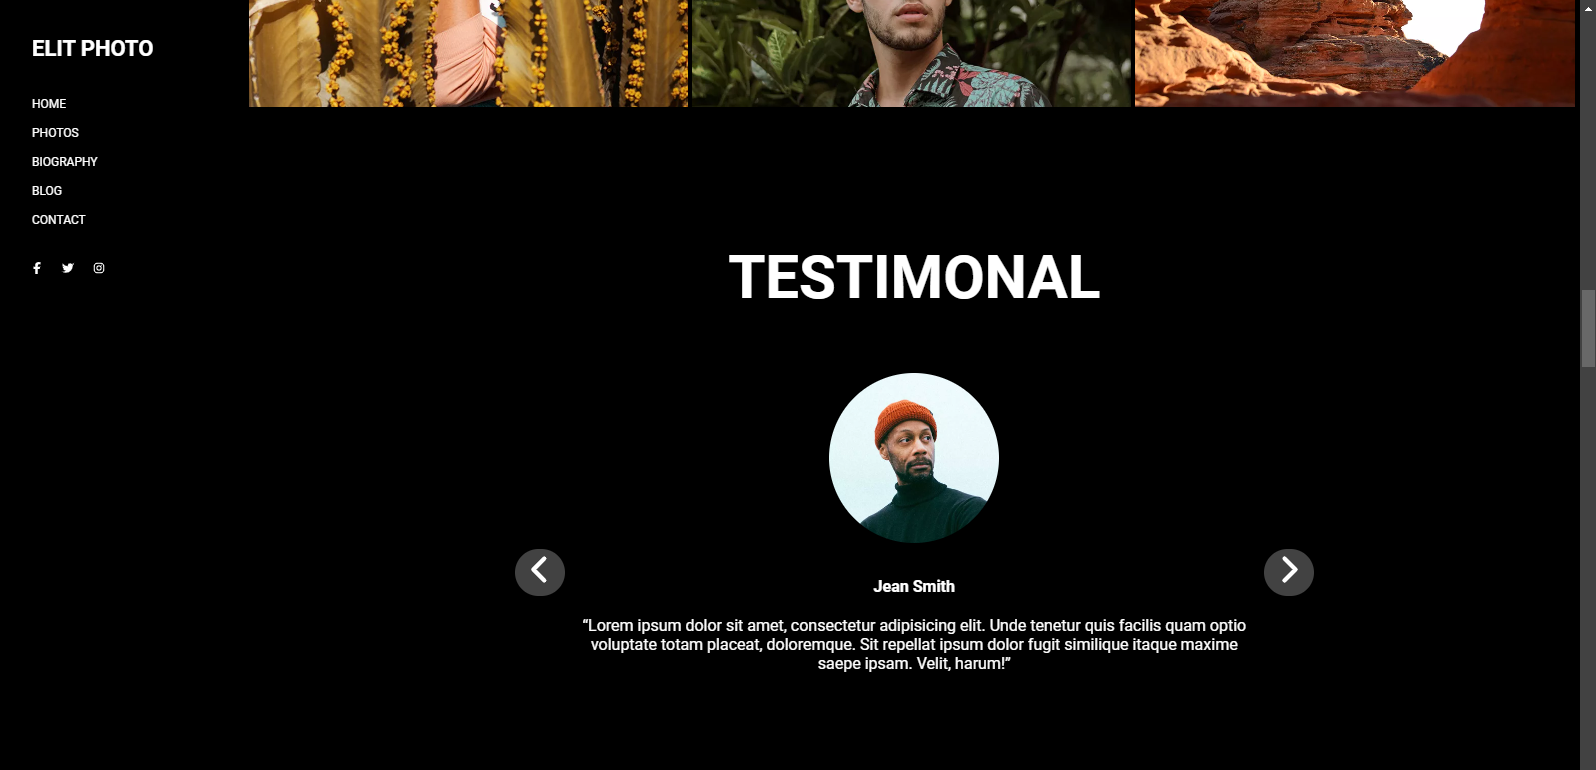 ELIT PHOTO
HOME
PHOTOS
BIOGRAPHY
BLOG
CONTACT
TESTIMONAL
Jean Smith
“Lorem ipsum dolor sit amet, consectetur adipisicing elit. Unde tenetur quis facilis quam optio
voluptate totam placeat, doloremque. Sit repellat ipsum dolor fugit similique itaque maxime
saepe ipsam. Velit, harum!”